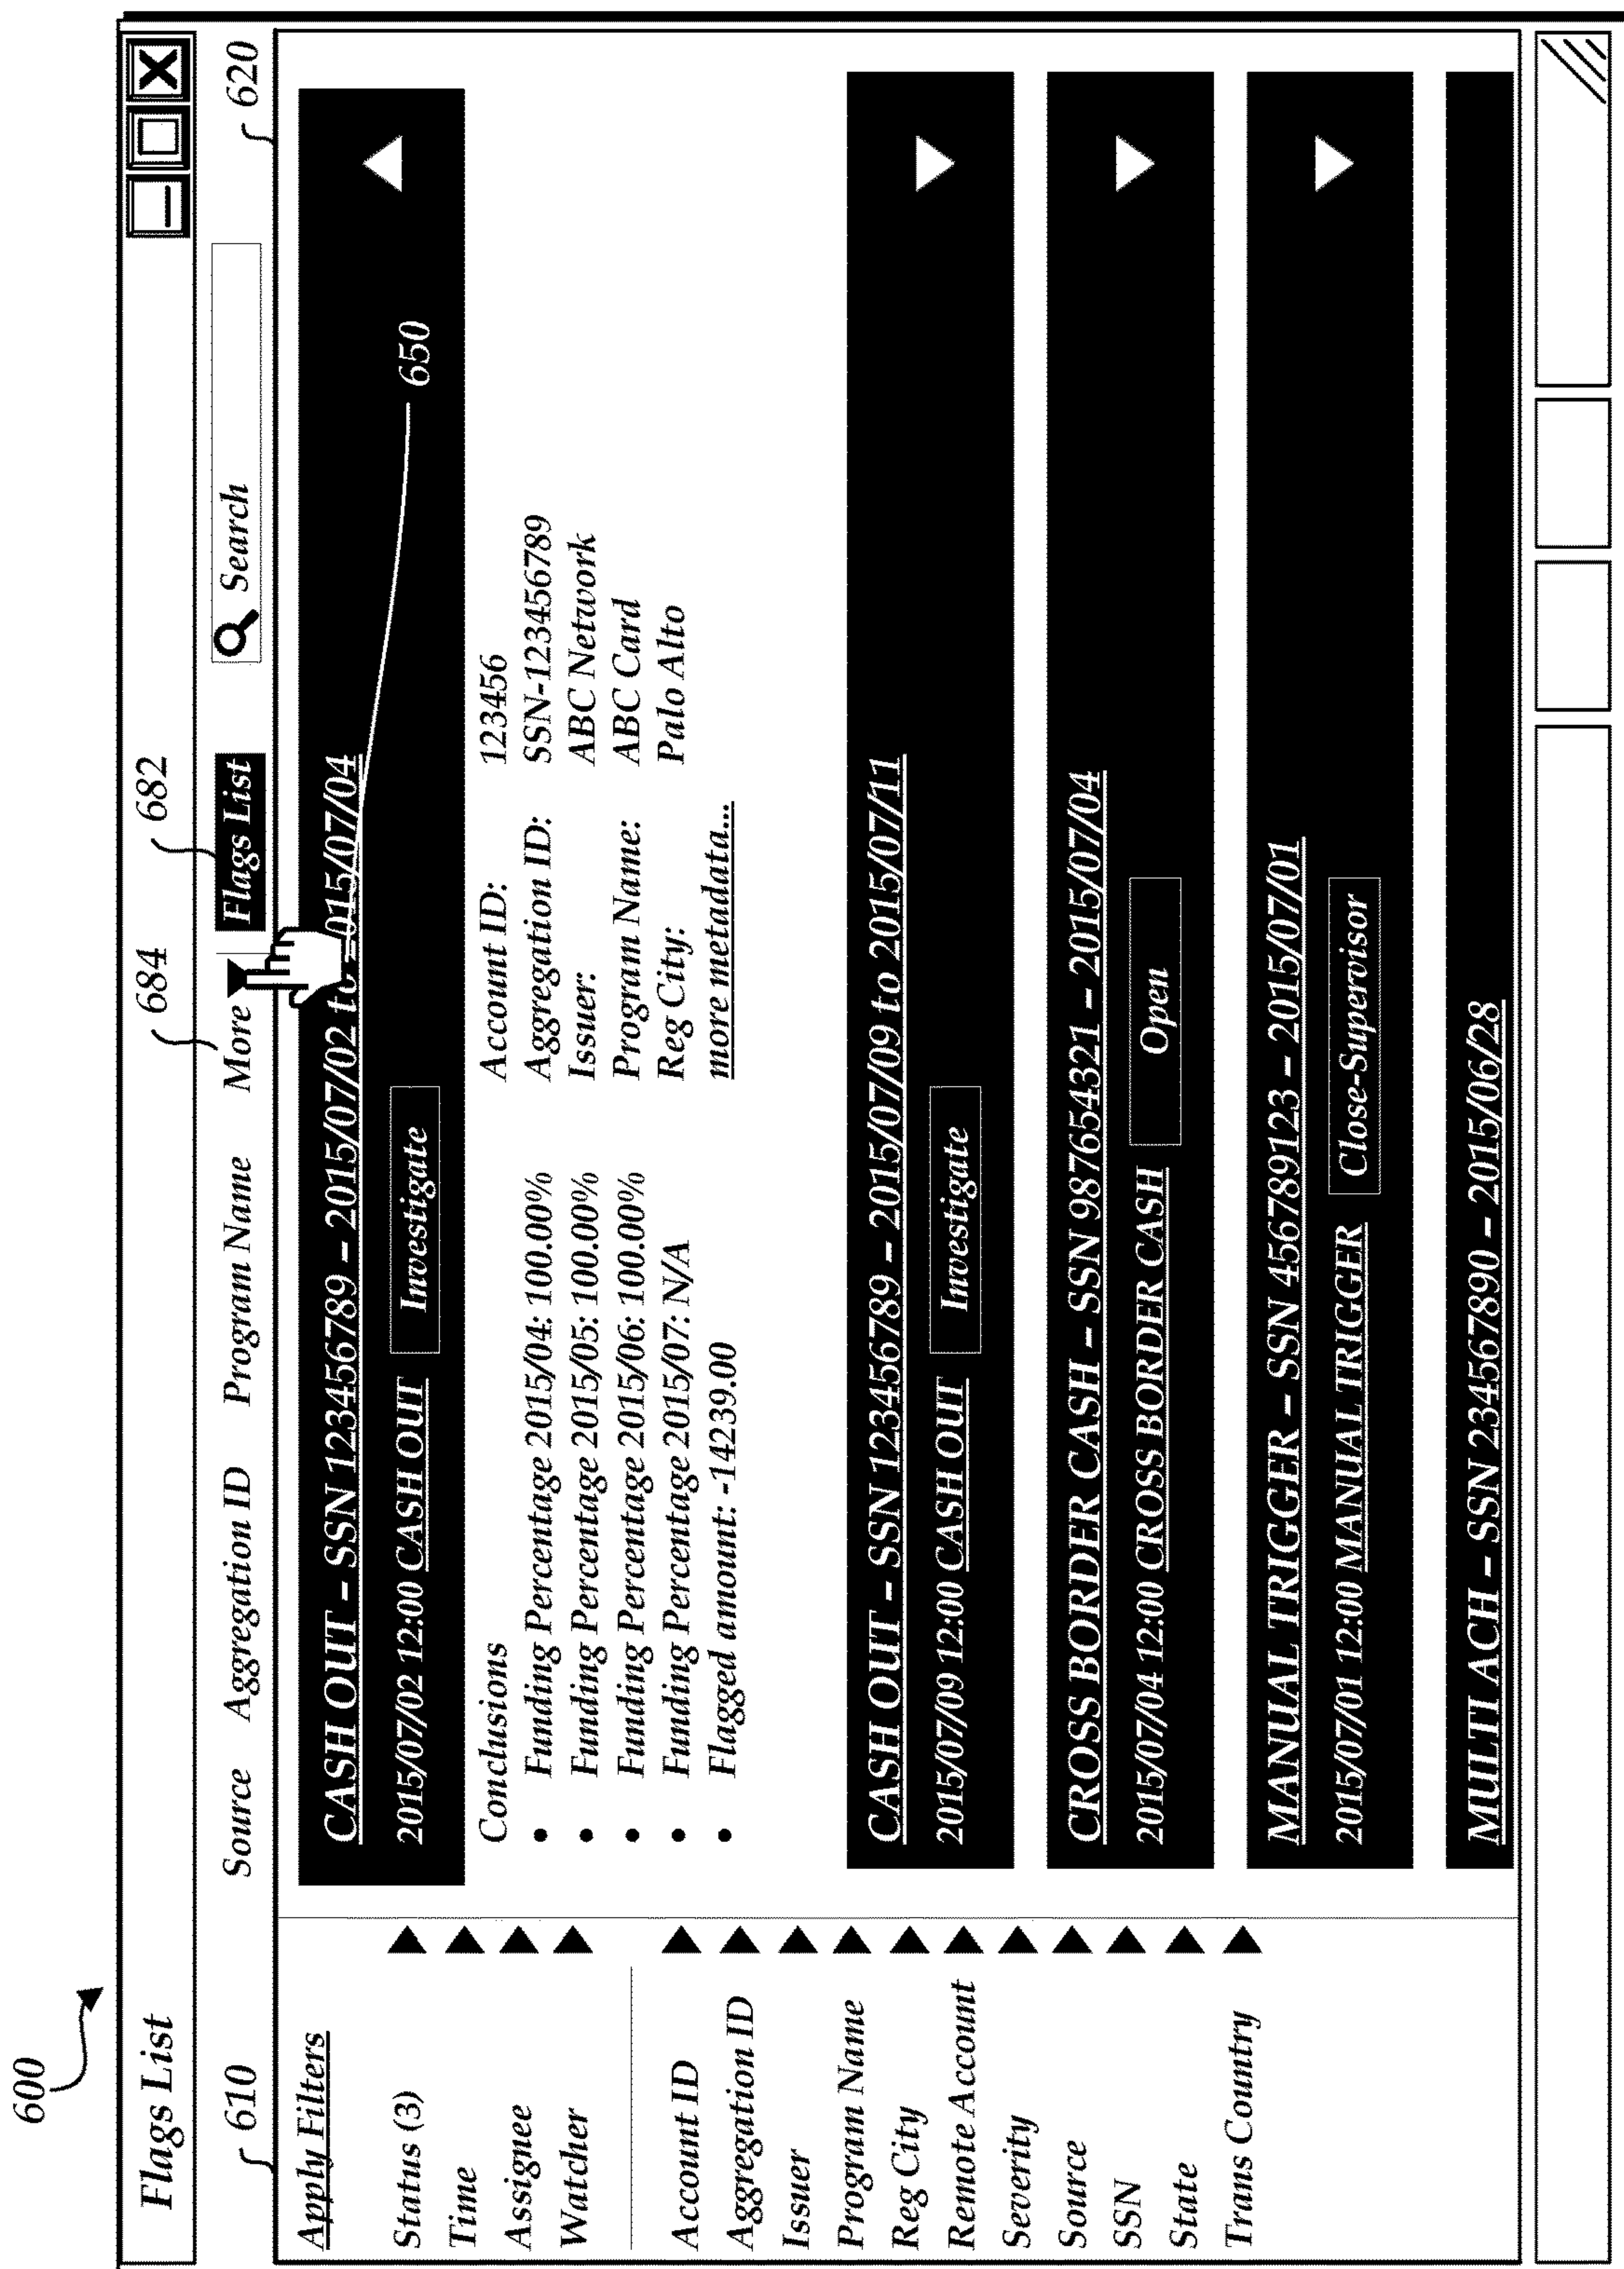 600
Flags List
610
Source Aggregation ID Program Name More Flags List Search
684
682
620
Apply Filters
Status (3)
Time
Assignee
Watcher
Account ID
Aggregation ID
Issuer
Program Name
Reg City
Remote Account
Severity
Source
SSN
State
Trans Country
CASH OUT – SSN 123456789 – 2015/07/02 to 2015/07/04
2015/07/02 12:00 CASH OUT Investigate
650
Conclusions
• Funding Percentage 2015/04: 100.00%
• Funding Percentage 2015/05: 100.00%
• Funding Percentage 2015/06: 100.00%
• Funding Percentage 2015/07: N/A
• Flagged amount: -14239.00
Account ID: 123456
Aggregation ID: SSN-123456789
Issuer: ABC Network
Program Name: ABC Card
Reg City: Palo Alto
more metadata...
CASH OUT – SSN 123456789 – 2015/07/09 to 2015/07/11
2015/07/09 12:00 CASH OUT Investigate
CROSS BORDER CASH – SSN 987654321 – 2015/07/04
2015/07/04 12:00 CROSS BORDER CASH Open
MANUAL TRIGGER – SSN 456789123 – 2015/07/01
2015/07/01 12:00 MANUAL TRIGGER Close-Supervisor
MULTI ACH – SSN 234567890 – 2015/06/28